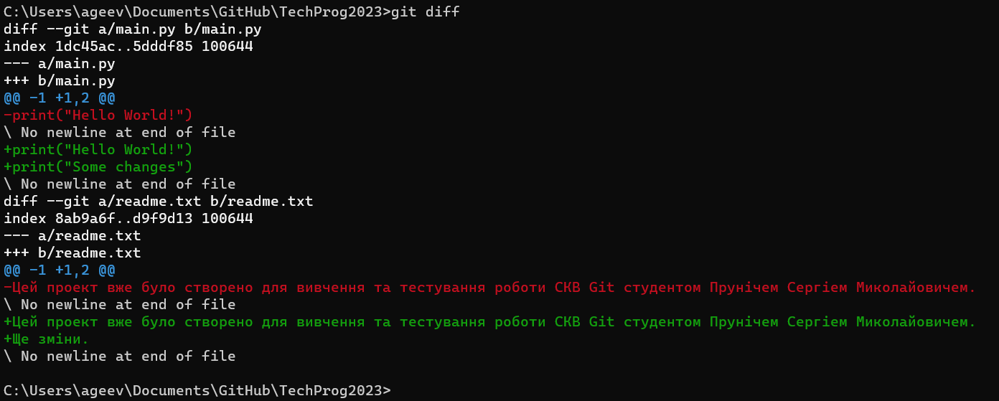 C:\Users\ageev\Documents\GitHub\TechProg2023>git diff
diff --git a/main.py b/main.py
index 1dc45ac..5dddf85 100644
--- a/main.py
+++ b/main.py
@@ -1 +1,2 @@
-print("Hello World!")
\ No newline at end of file
+print("Hello World!")
+print("Some changes")
\ No newline at end of file
diff --git a/readme.txt b/readme.txt
index 8ab9a6f..d9f9d13 100644
--- a/readme.txt
+++ b/readme.txt
@@ -1 +1,2 @@
-Цей проект вже було створено для вивчення та тестування роботи СКВ Git студентом Прунічем Сергіем Миколайовичем.
\ No newline at end of file
+Цей проект вже було створено для вивчення та тестування роботи СКВ Git студентом Прунічем Сергіем Миколайовичем.
+Ще зміни.
\ No newline at end of file
C:\Users\ageev\Documents\GitHub\TechProg2023>